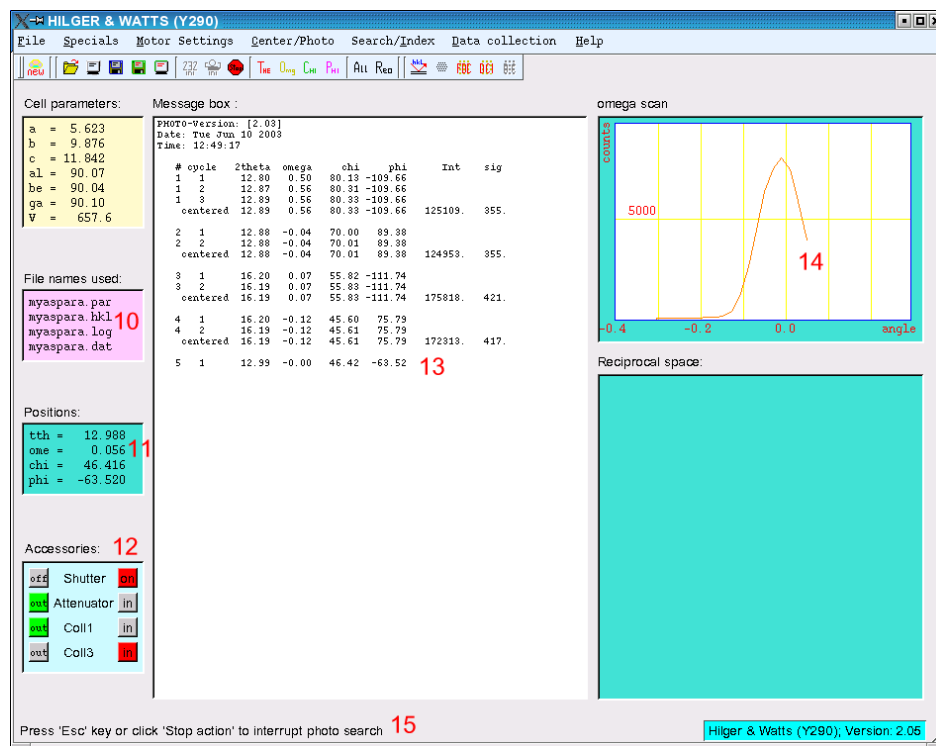 HILGER & WATTS (Y290)
File Specials Motor Settings Center/Photo Search/Index Data collection Help
new The Omg Chi Phi All Reo
Cell parameters:
a = 5.623
b = 9.876
c = 11.842
al = 90.07
be = 90.04
ga = 90.10
V = 657.6
File names used:
myaspara.par
myaspara.hkl
myaspara.log
myaspara.dat
10
Positions:
tth = 12.988
ome = 0.056
chi = 46.416
phi = -63.520
11
Accessories: 12
off Shutter on
out Attenuator in
out Coll1 in
out Coll3 in
Message box :
PHOTO-Version: [2.03]
Date: Tue Jun 10 2003
Time: 12:49:17
# cycle 2theta omega chi phi Int sig
1 1 12.80 0.50 80.13 -109.66
1 2 12.87 0.56 80.31 -109.66
1 3 12.89 0.56 80.33 -109.66
centered 12.89 0.56 80.33 -109.66 125109. 355.
2 1 12.88 -0.04 70.00 89.38
2 2 12.88 -0.04 70.01 89.38
centered 12.88 -0.04 70.01 89.38 124953. 355.
3 1 16.20 0.07 55.82 -111.74
3 2 16.19 0.07 55.83 -111.74
centered 16.19 0.07 55.83 -111.74 175818. 421.
4 1 16.20 -0.12 45.60 75.79
4 2 16.19 -0.12 45.61 75.79
centered 16.19 -0.12 45.61 75.79 172313. 417.
5 1 12.99 -0.00 46.42 -63.52
13
omega scan
counts
5000
14
-0.4 -0.2 0.0 angle
Reciprocal space:
Press 'Esc' key or click 'Stop action' to interrupt photo search 15
Hilger & Watts (Y290); Version: 2.05